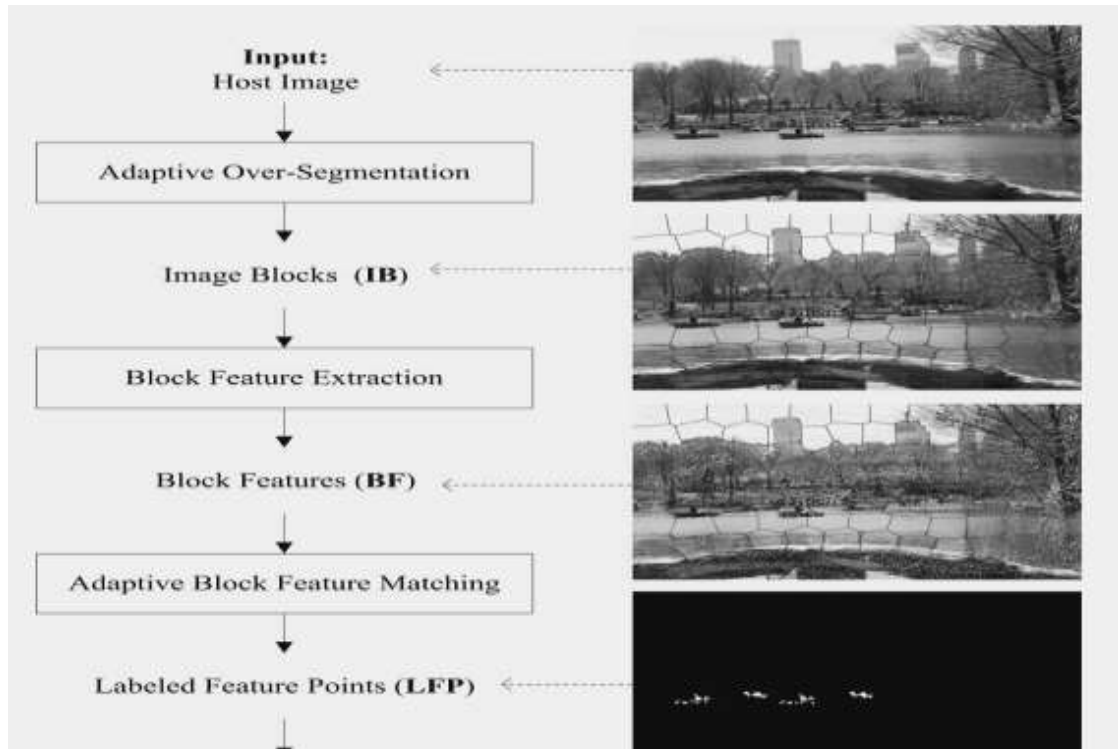 Input:
Host Image
Adaptive Over-Segmentation
Image Blocks (IB)
Block Feature Extraction
Block Features (BF)
Adaptive Block Feature Matching
Labeled Feature Points (LFP)